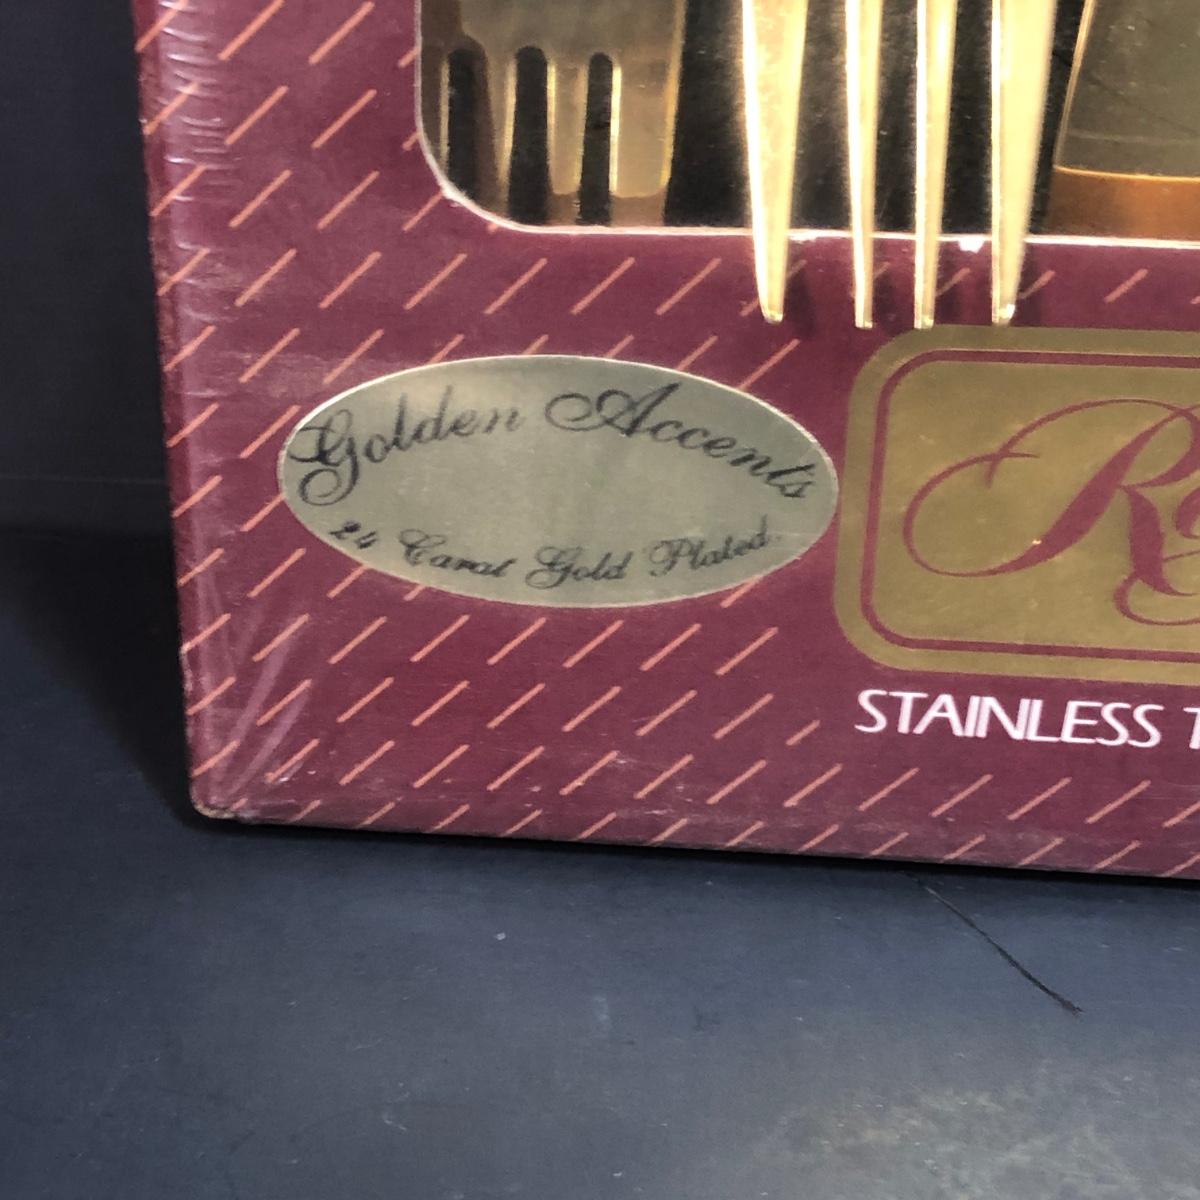 Golden Accents
24 Carat Gold Plated.
STAINLESS